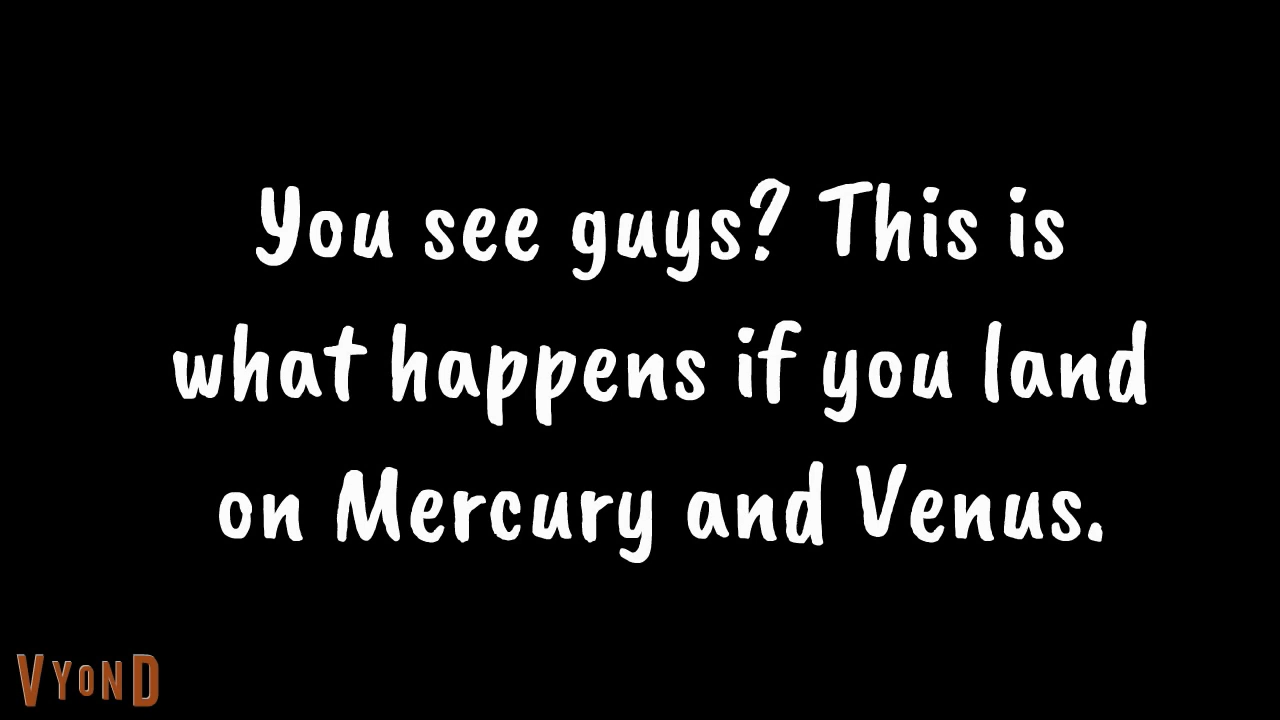 You see guys? This is
what happens if you land
on Mercury and Venus.
VYOND